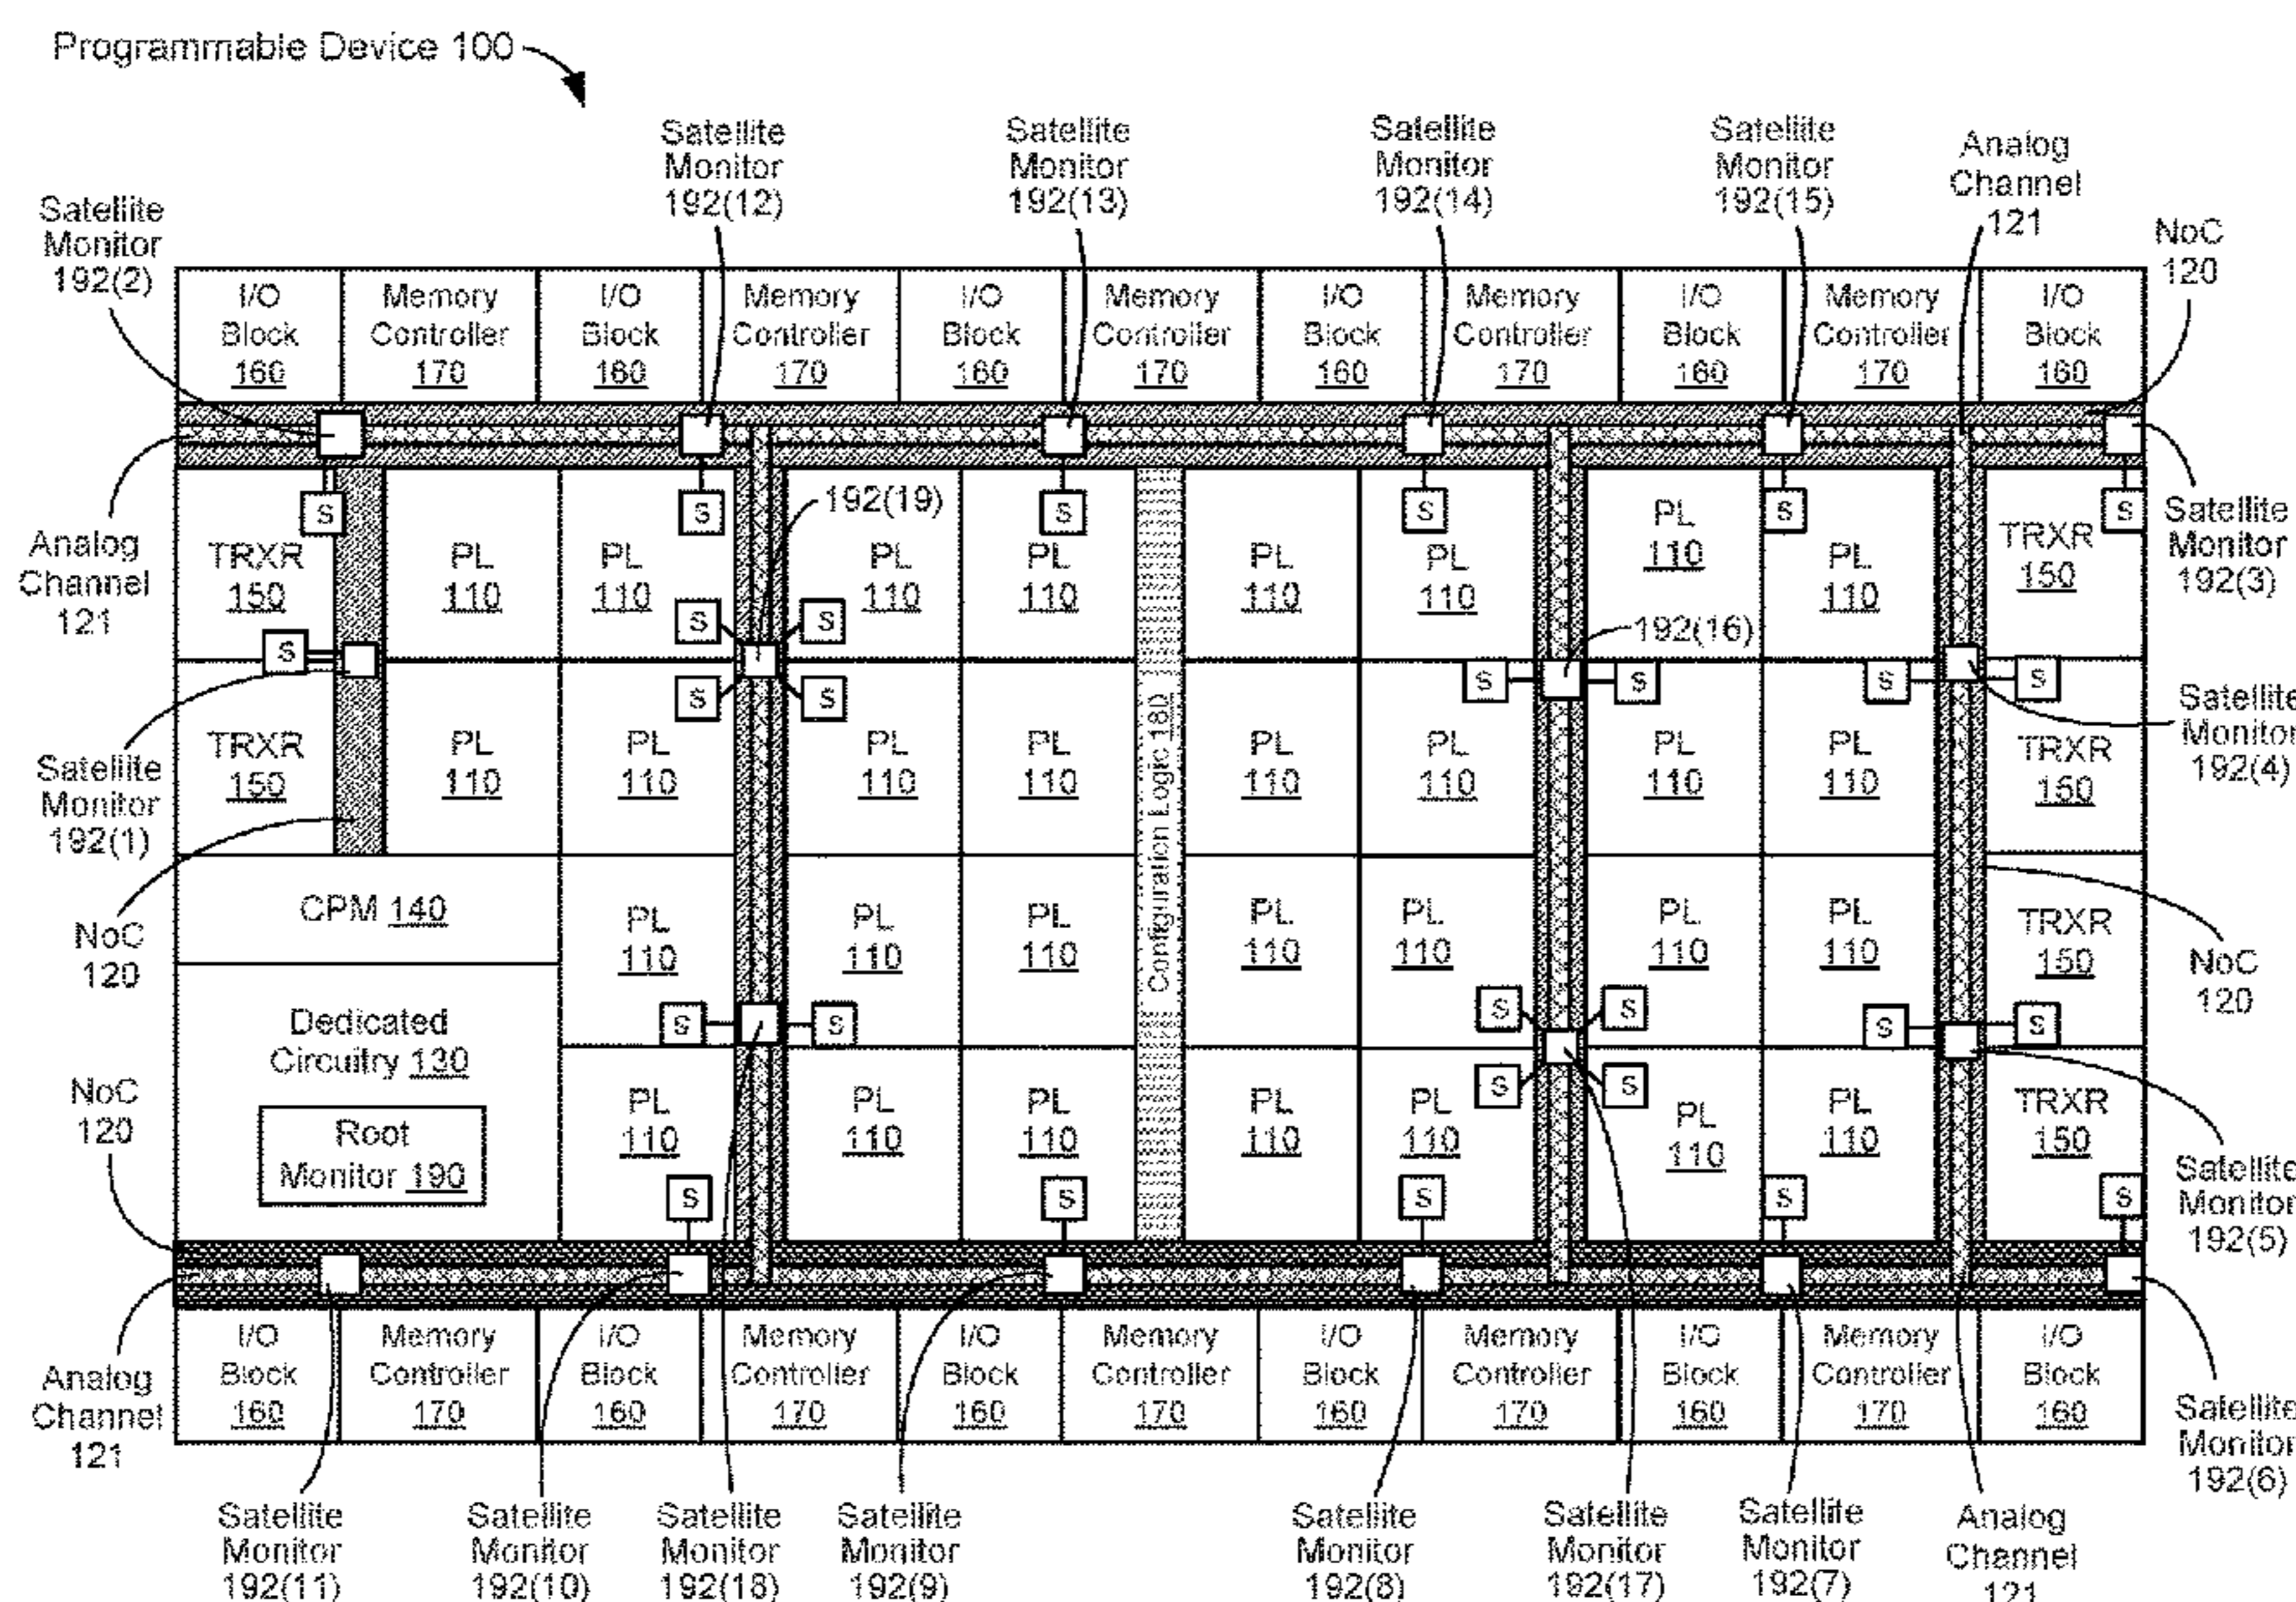 Programmable Device 100
Satellite
Monitor
192(12)
Satellite
Monitor
192(13)
Satellite
Monitor
192(14)
Satellite
Monitor
192(15)
Analog
Channel
121
NoC
120
Satellite
Monitor
192(2)
I/O
Block
160
Memory
Controller
170
I/O
Block
160
Memory
Controller
170
I/O
Block
160
Memory
Controller
170
I/O
Block
160
Memory
Controller
170
I/O
Block
160
Memory
Controller
170
I/O
Block
160
S
S
S
S
S
S
192(19)
Analog
Channel
121
TRXR
150
PL
110
PL
110
PL
110
PL
110
PL
110
PL
110
PL
110
PL
110
TRXR
150
Satellite
Monitor
192(3)
S
S
S
192(16)
S
S
S
S
S
S
Satellite
Monitor
192(1)
TRXR
150
PL
110
PL
110
PL
110
PL
110
Configuration Logic 180
PL
110
PL
110
PL
110
PL
110
TRXR
150
Satellite
Monitor
192(4)
NoC
120
CPM 140
PL
110
PL
110
PL
110
PL
110
PL
110
PL
110
PL
110
TRXR
150
NoC
120
S
S
S
S
S
S
S
S
Dedicated
Circuitry 130
Root
Monitor 190
NoC
120
PL
110
PL
110
PL
110
PL
110
PL
110
PL
110
PL
110
TRXR
150
Satellite
Monitor
192(5)
S
S
S
S
S
Analog
Channel
121
I/O
Block
160
Memory
Controller
170
I/O
Block
160
Memory
Controller
170
I/O
Block
160
Memory
Controller
170
I/O
Block
160
Memory
Controller
170
I/O
Block
160
Memory
Controller
170
I/O
Block
160
Satellite
Monitor
192(6)
Satellite
Monitor
192(11)
Satellite
Monitor
192(10)
Satellite
Monitor
192(18)
Satellite
Monitor
192(9)
Satellite
Monitor
192(8)
Satellite
Monitor
192(17)
Satellite
Monitor
192(7)
Analog
Channel
121